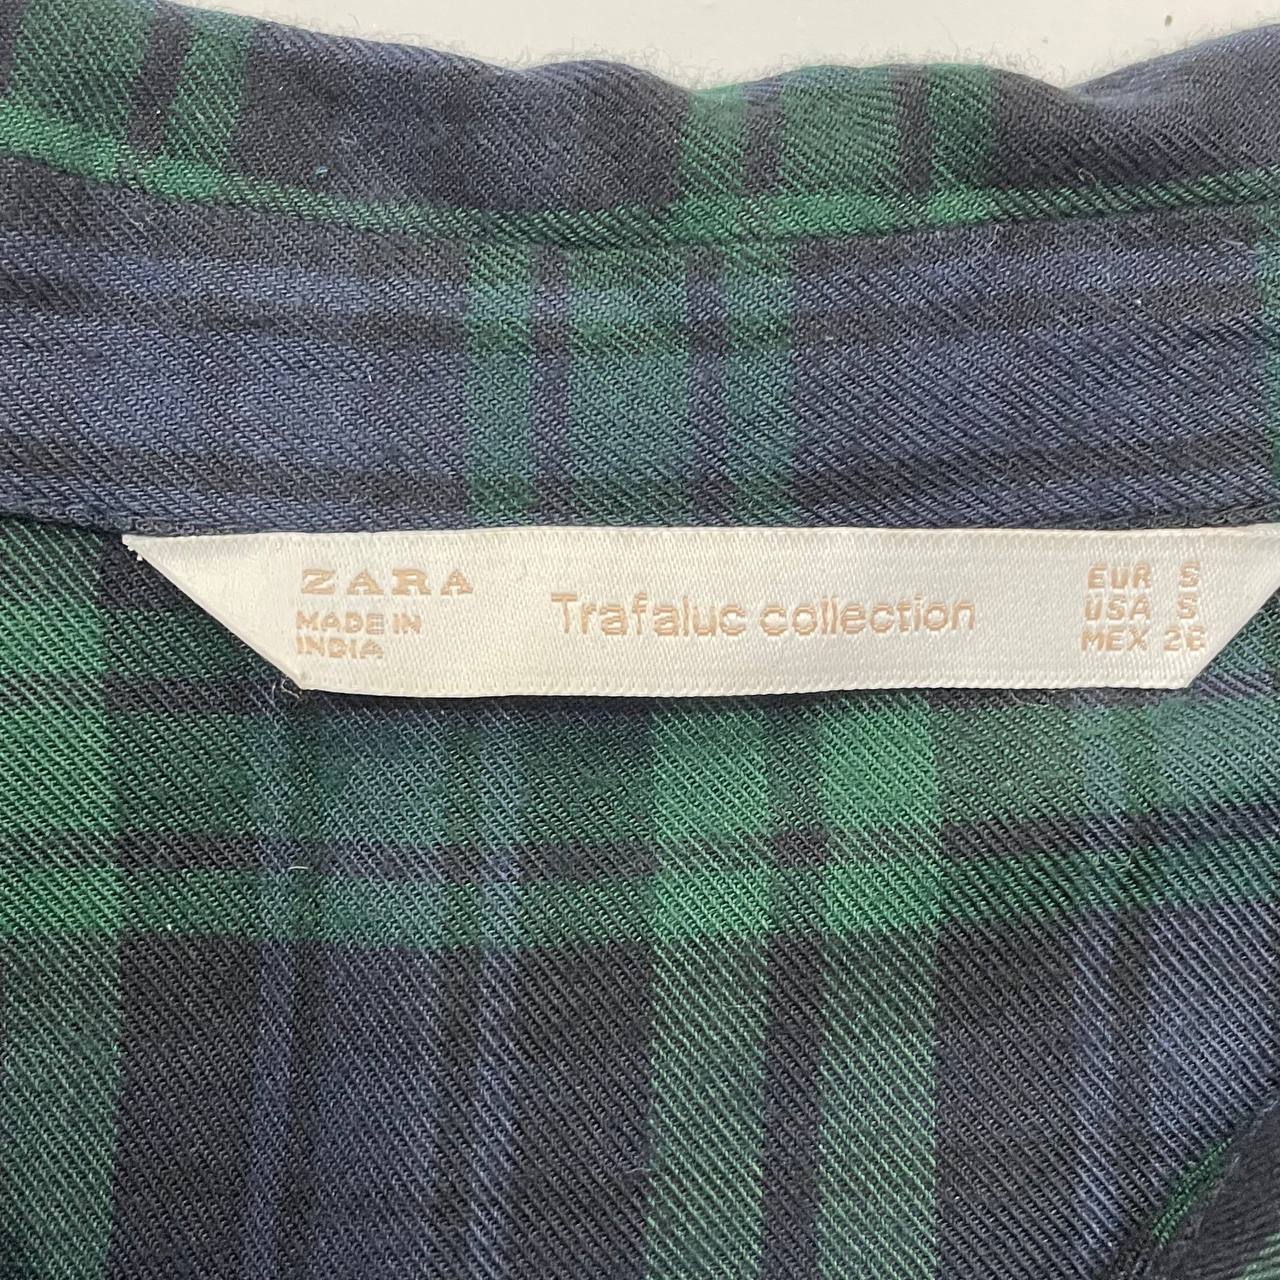 ZARA
MADE IN
INDIA
Trafaluc collection
EUR S
USA S
MEX 26